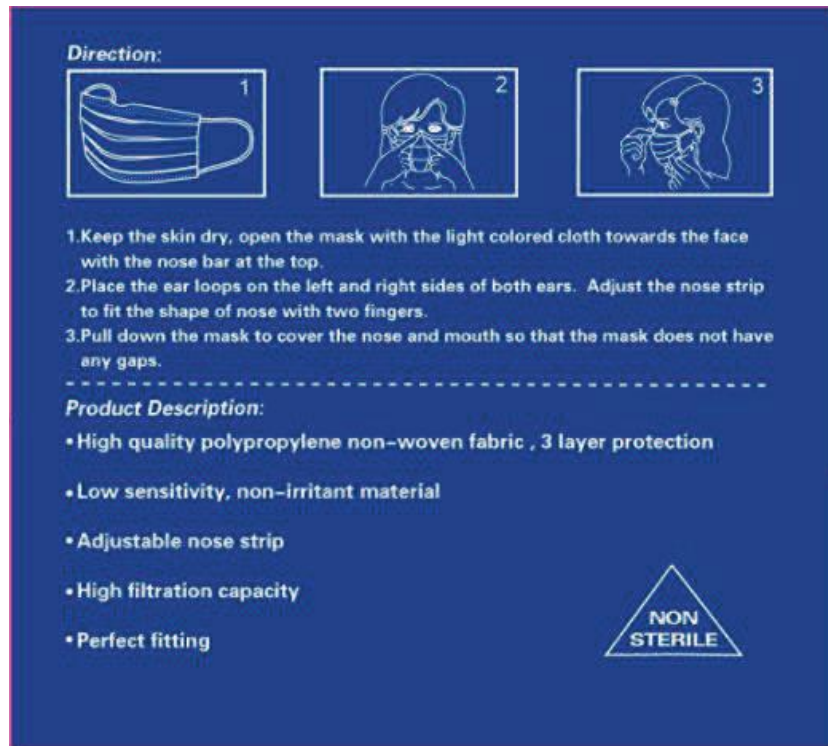 Direction:
1
2
3
1.Keep the skin dry, open the mask with the light colored cloth towards the face
with the nose bar at the top.
2.Place the ear loops on the left and right sides of both ears. Adjust the nose strip
to fit the shape of nose with two fingers.
3.Pull down the mask to cover the nose and mouth so that the mask does not have
any gaps.
Product Description:
•High quality polypropylene non-woven fabric , 3 layer protection
•Low sensitivity, non-irritant material
•Adjustable nose strip
•High filtration capacity
•Perfect fitting
NON
STERILE